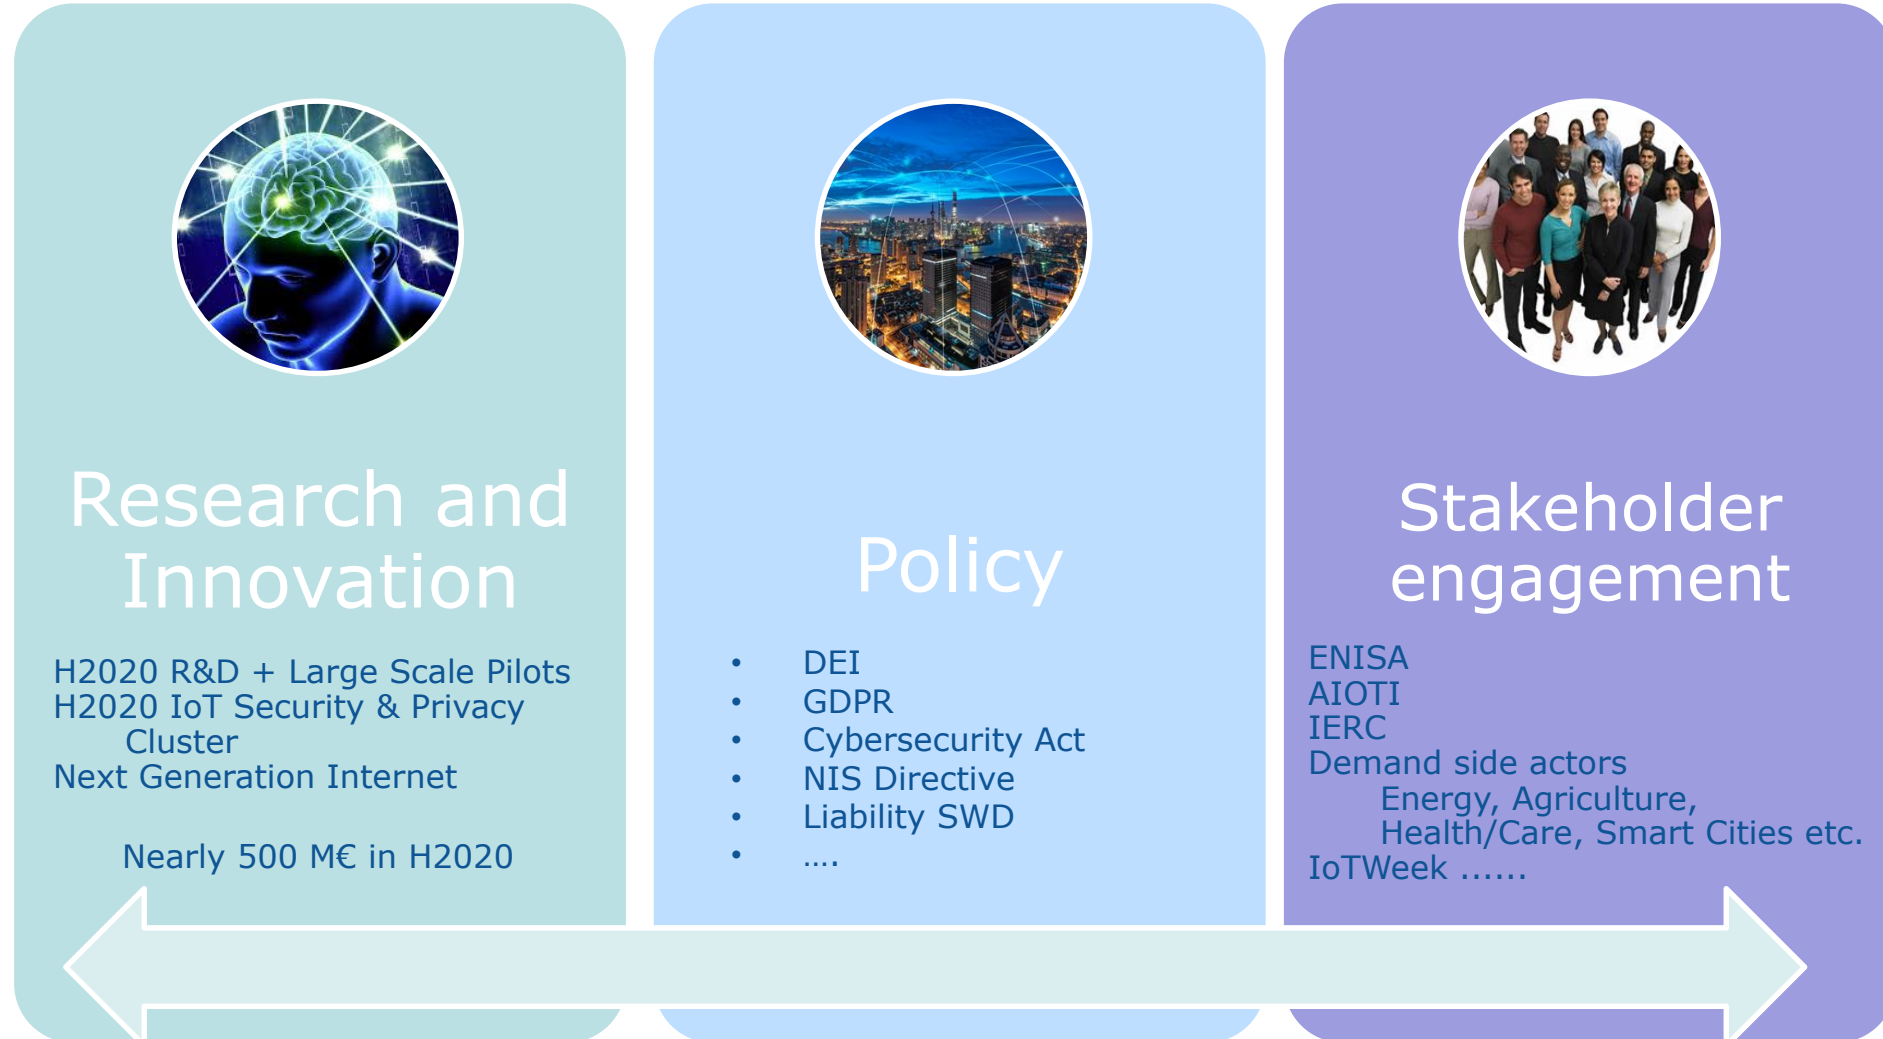 Research and
Innovation
H2020 R&D + Large Scale Pilots
H2020 IoT Security & Privacy
Cluster
Next Generation Internet
Nearly 500 M€ in H2020
Policy
• DEI
• GDPR
• Cybersecurity Act
• NIS Directive
• Liability SWD
• ….
Stakeholder
engagement
ENISA
AIOTI
IERC
Demand side actors
Energy, Agriculture,
Health/Care, Smart Cities etc.
IoTWeek ......